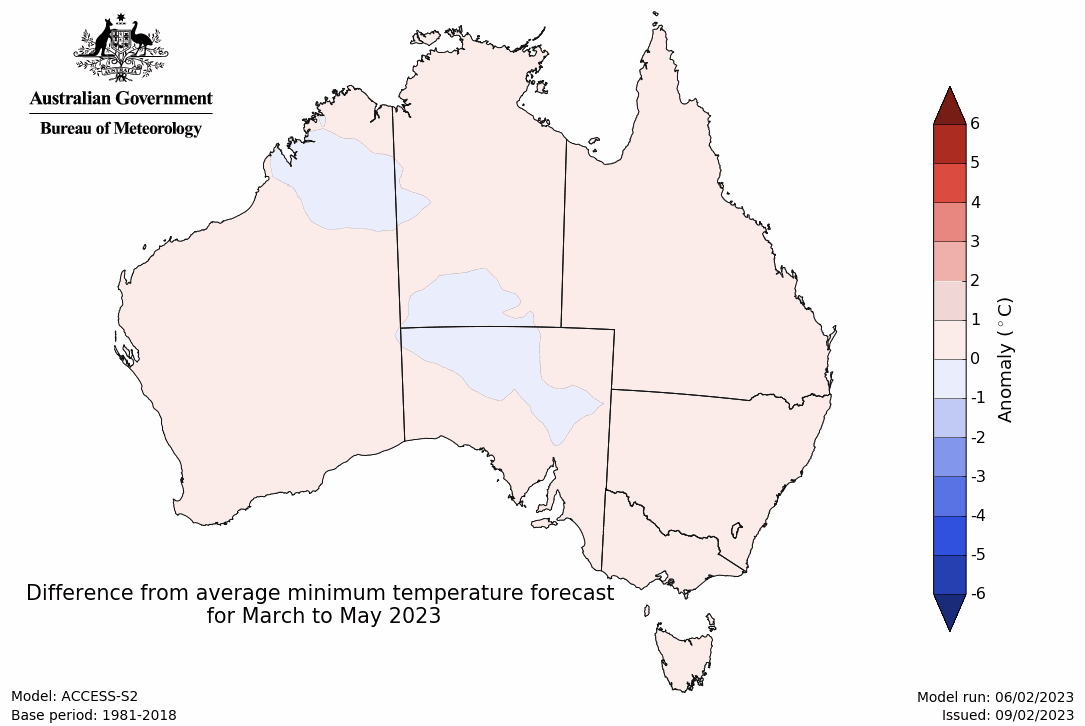 Australian Government
Bureau of Meteorology
6
5
4
3
2
1
0
-1
-2
-3
-4
-5
-6
Anomaly (°C)
Difference from average minimum temperature forecast
for March to May 2023
Model: ACCESS-S2
Base period: 1981-2018
Model run: 06/02/2023
Issued: 09/02/2023